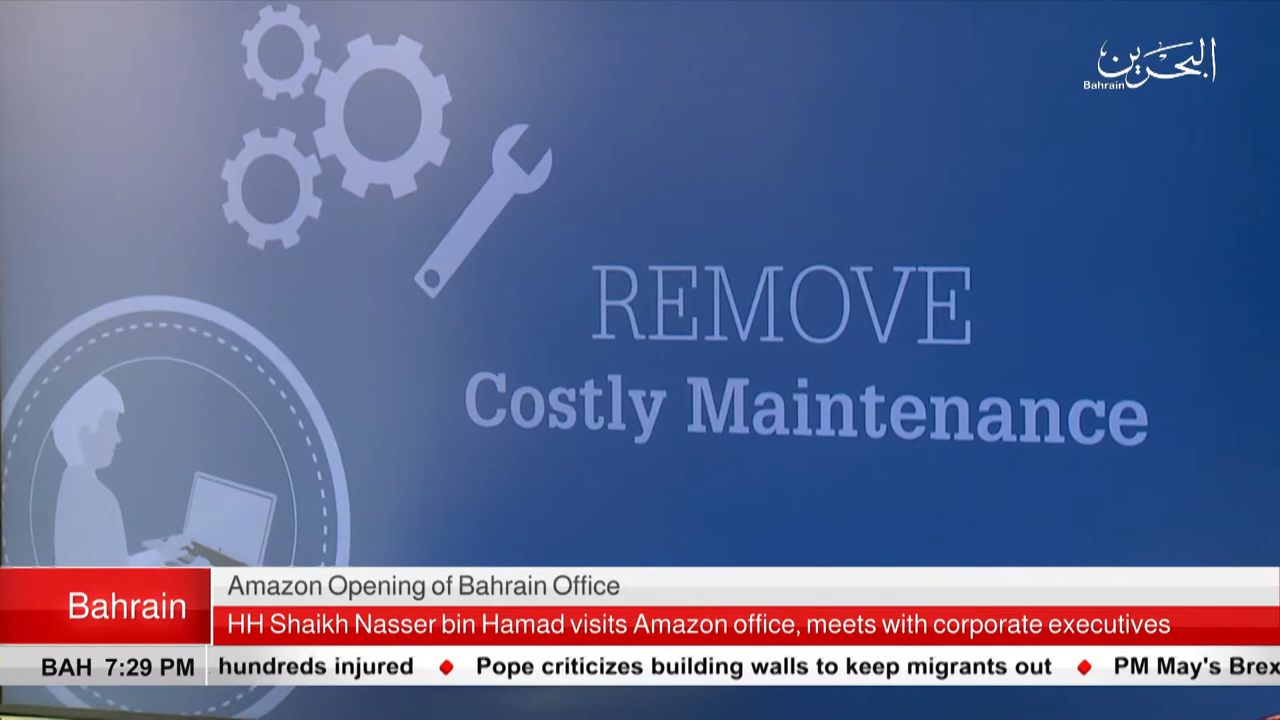 البحرين
Bahrain
REMOVE
Costly Maintenance
Amazon Opening of Bahrain Office
Bahrain
HH Shaikh Nasser bin Hamad visits Amazon office, meets with corporate executives
BAH 7:29 PM hundreds injured ♦ Pope criticizes building walls to keep migrants out ♦ PM May's Brex